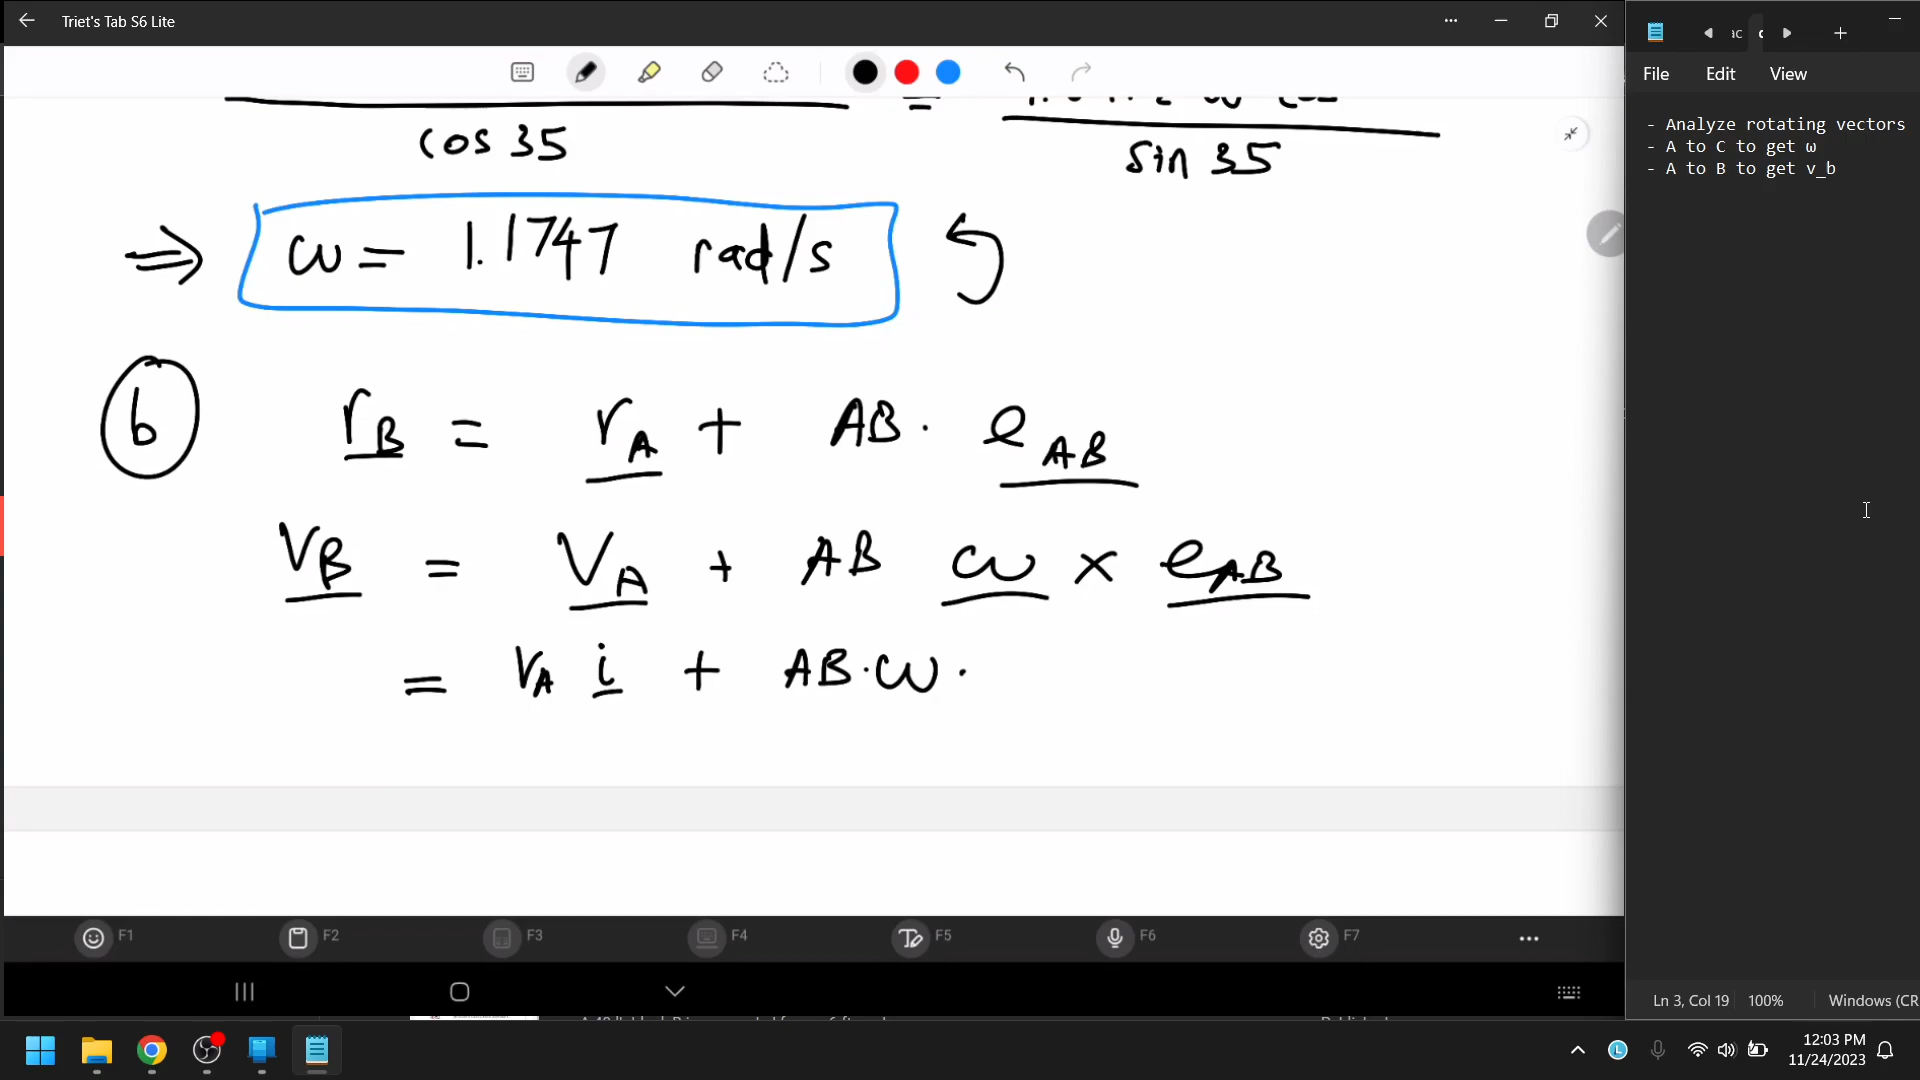 Triet's Tab S6 Lite
File Edit View
- Analyze rotating vectors
- A to C to get ω
- A to B to get v_b
cos 35 = sin 35
⇒ ω = 1.1747 rad/s
b r_B = r_A + AB · e_AB
V_B = V_A + AB ω × e_AB
= V_A i + AB · ω ·
F1 F2 F3 F4 F5 F6 F7
Ln 3, Col 19 100% Windows (CR
12:03 PM
11/24/2023